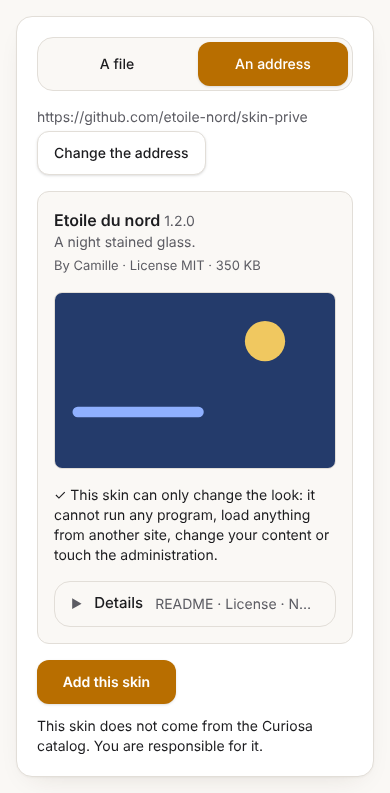 A file
An address
https://github.com/etoile-nord/skin-prive
Change the address
Etoile du nord 1.2.0
A night stained glass.
By Camille · License MIT · 350 KB
✓ This skin can only change the look: it
cannot run any program, load anything
from another site, change your content or
touch the administration.
▶ Details README · License · N...
Add this skin
This skin does not come from the Curiosa
catalog. You are responsible for it.